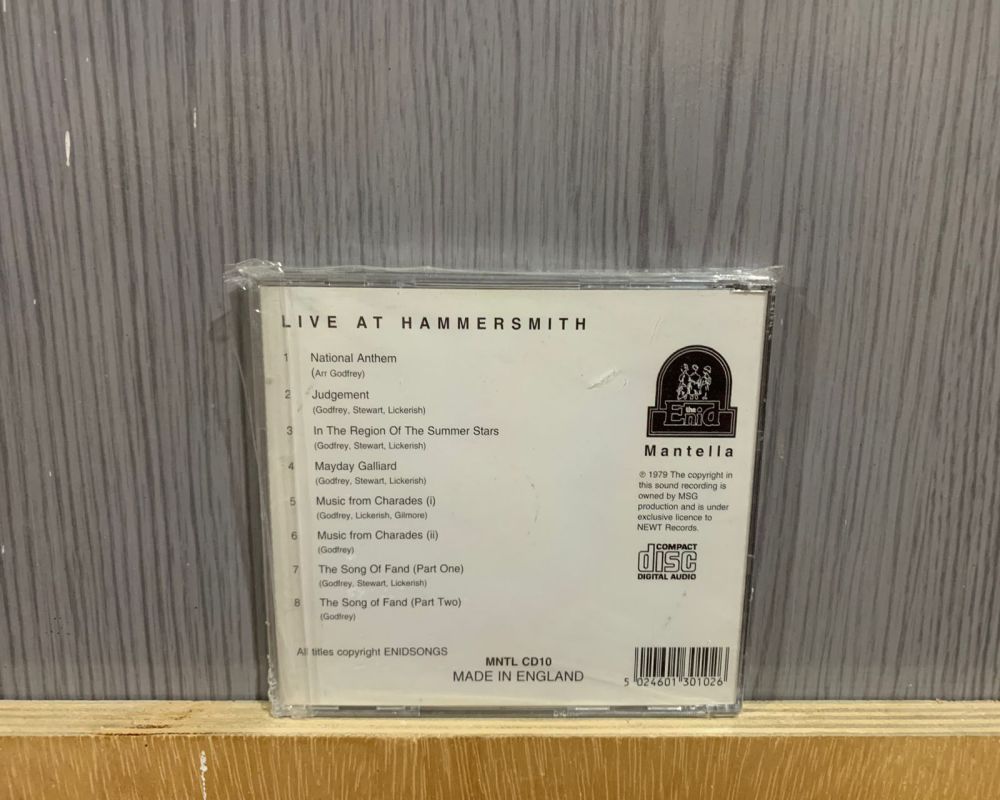 LIVE AT HAMMERSMITH
1 National Anthem
(Arr Godfrey)
2 Judgement
(Godfrey, Stewart, Lickerish)
3 In The Region Of The Summer Stars
(Godfrey, Stewart, Lickerish)
4 Mayday Galliard
(Godfrey, Stewart, Lickerish)
5 Music from Charades (i)
(Godfrey, Lickerish, Gilmore)
6 Music from Charades (ii)
(Godfrey)
7 The Song Of Fand (Part One)
(Godfrey, Stewart, Lickerish)
8 The Song of Fand (Part Two)
(Godfrey)
All titles copyright ENIDSONGS
MNTL CD10
MADE IN ENGLAND
the
Enid
Mantella
℗ 1979 The copyright in
this sound recording is
owned by MSG
production and is under
exclusive licence to
NEWT Records.
COMPACT
disc
DIGITAL AUDIO
5 024601 301026